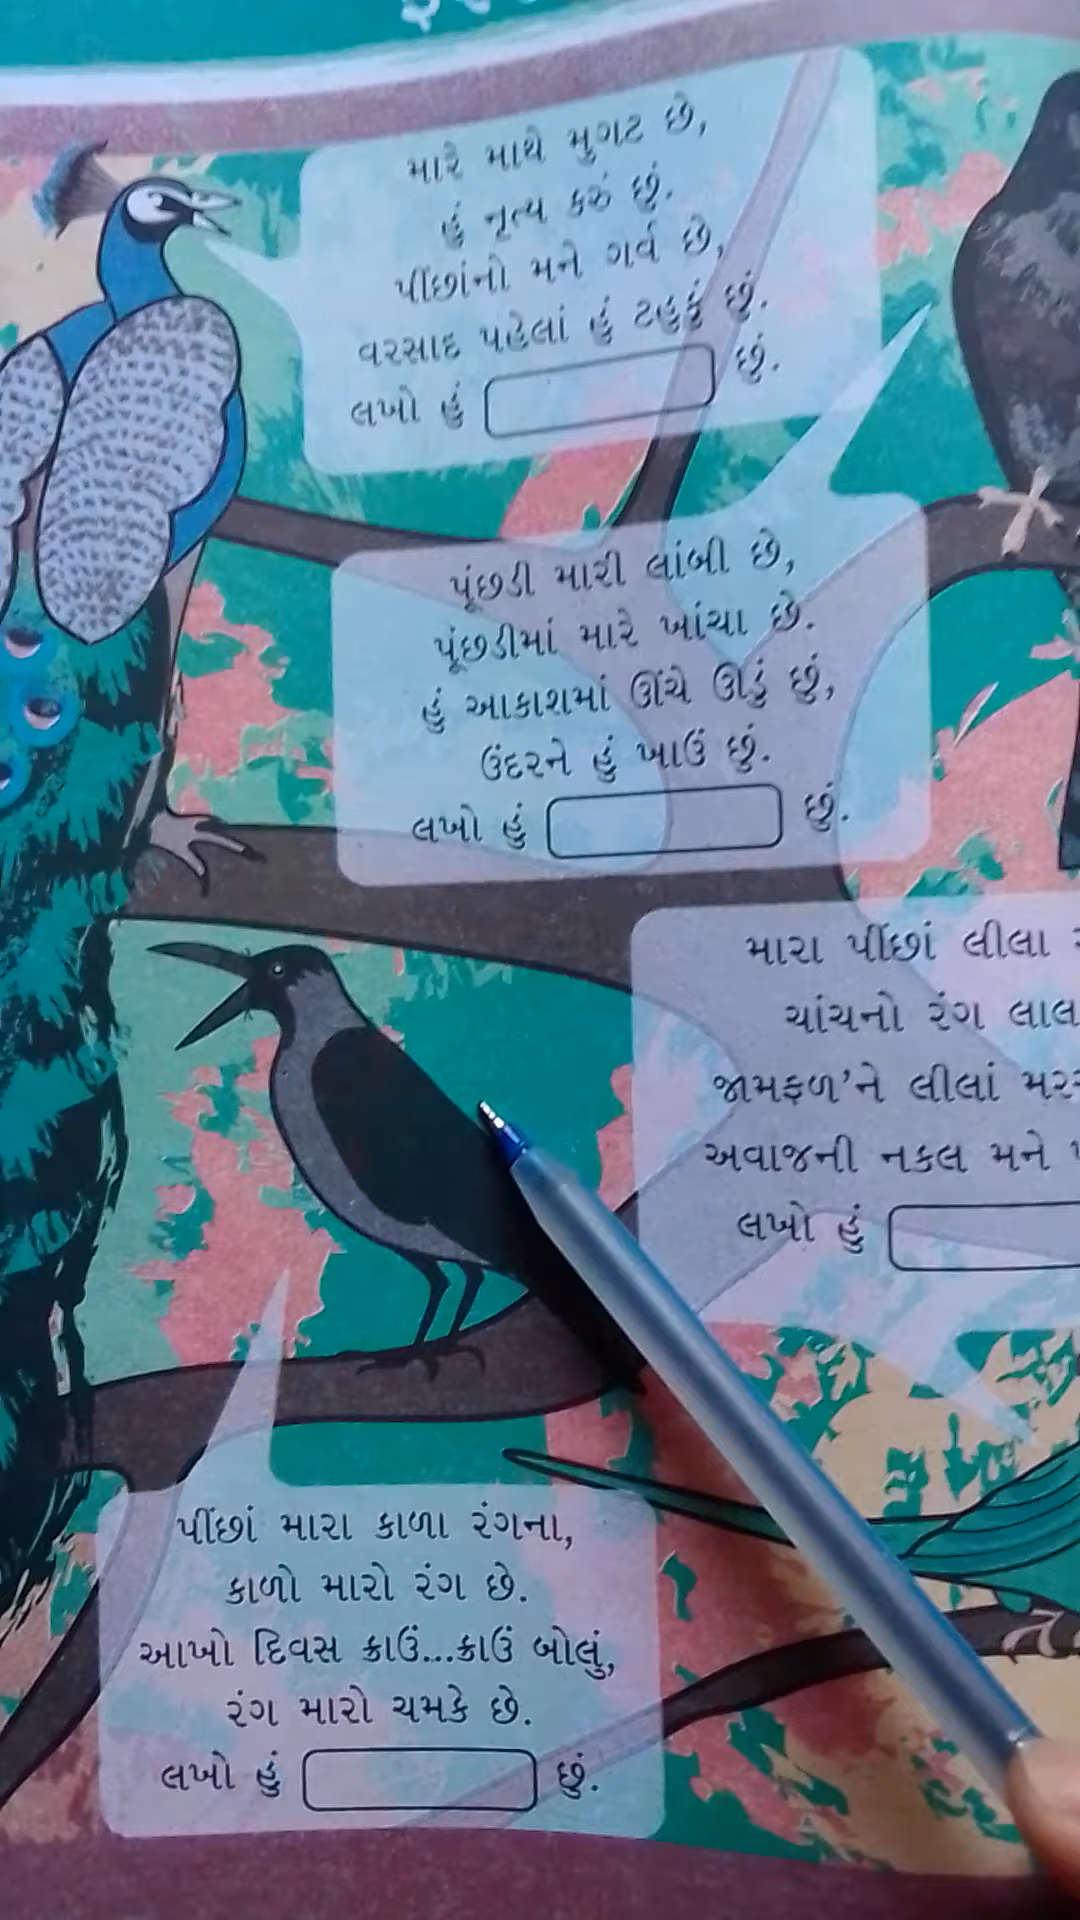 મારે માથે મુગટ છે,
હું નૃત્ય કરું છું.
પીંછાંનો મને ગર્વ છે,
વરસાદ પહેલાં હું ટહુકું છું.
લખો હું છું.
પૂંછડી મારી લાંબી છે,
પૂંછડીમાં મારે ખાંચા છે.
હું આકાશમાં ઊંચે ઊડું છું,
ઉંદરને હું ખાઉં છું.
લખો હું છું.
મારા પીંછાં લીલા
ચાંચનો રંગ લાલ
જામફળ'ને લીલાં
અવાજની નકલ મને
લખો હું
પીંછાં મારા કાળા રંગના,
કાળો મારો રંગ છે.
આખો દિવસ ક્રાઉં...ક્રાઉં બોલું,
રંગ મારો ચમકે છે.
લખો હું છું.